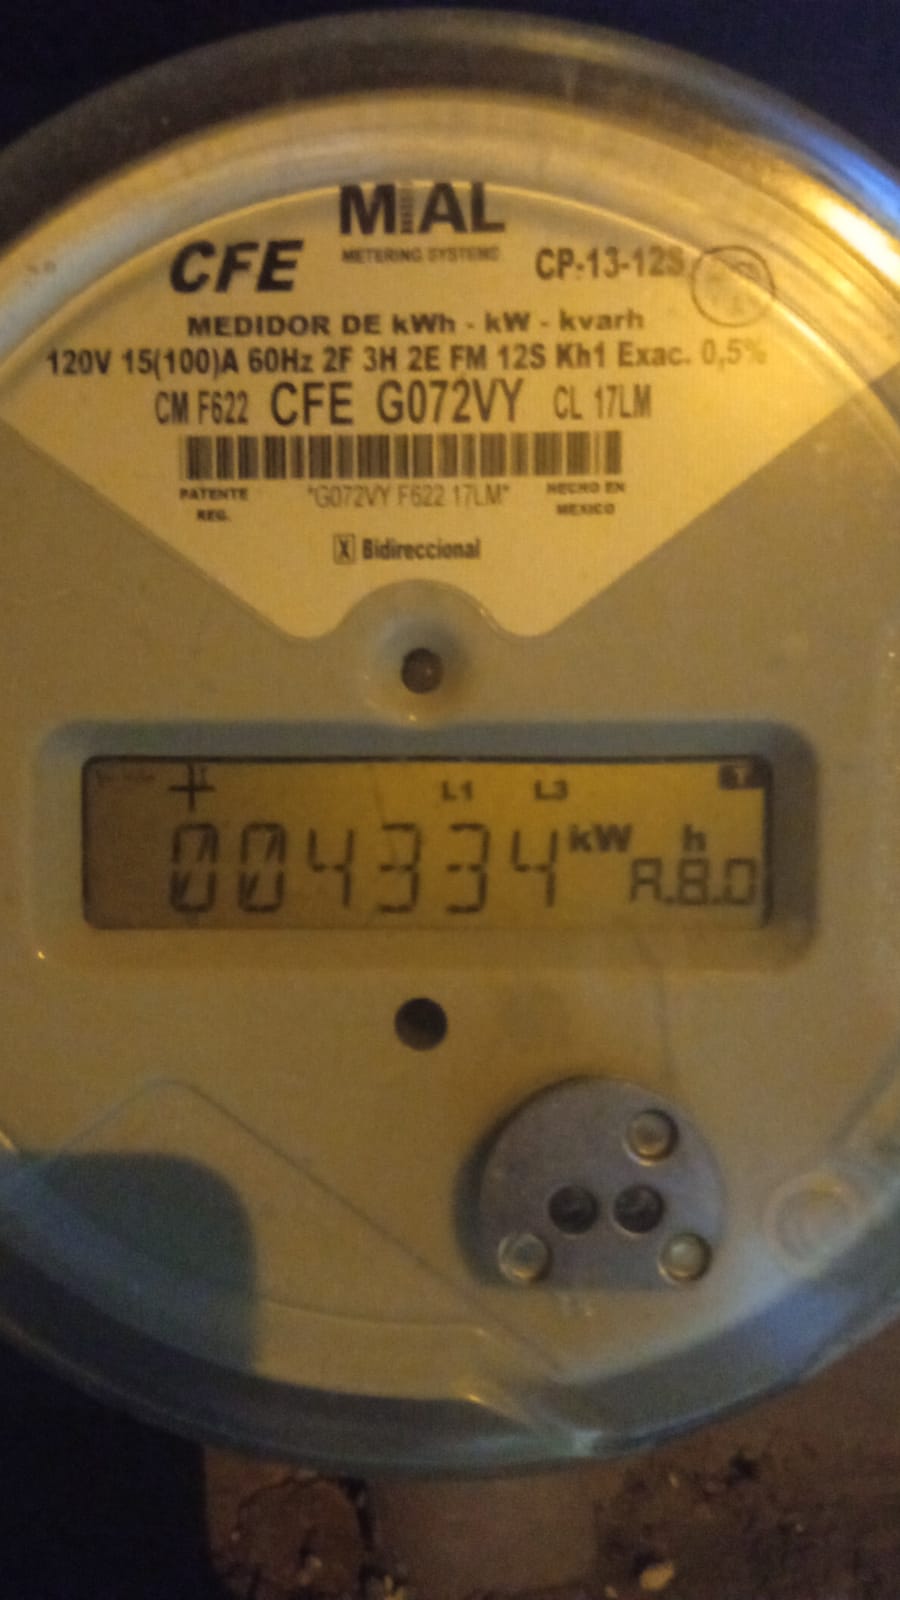 MIAL
METERING SYSTEMS
CFE
CP-13-12S
MEDIDOR DE kWh - kW - kvarh
120V 15(100)A 60Hz 2F 3H 2E FM 12S Kh1 Exac. 0,5%
CM F622 CFE G072VY CL 17LM
PATENTE REG.
*G072VY F622 17LM*
HECHO EN MEXICO
X Bidireccional
L1 L3
004334 kW h
A.B.D